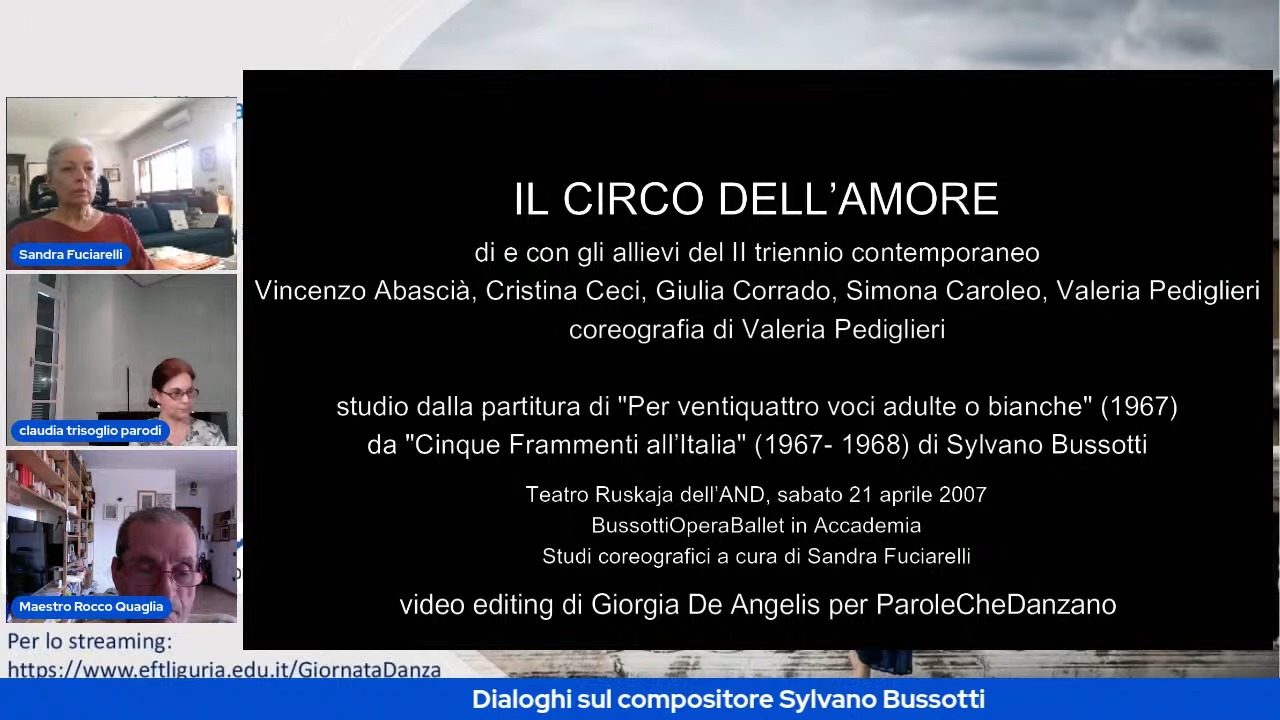 IL CIRCO DELL’AMORE
di e con gli allievi del II triennio contemporaneo
Vincenzo Abascià, Cristina Ceci, Giulia Corrado, Simona Caroleo, Valeria Pediglieri
coreografia di Valeria Pediglieri
studio dalla partitura di "Per ventiquattro voci adulte o bianche" (1967)
da "Cinque Frammenti all’Italia" (1967- 1968) di Sylvano Bussotti
Teatro Ruskaja dell’AND, sabato 21 aprile 2007
BussottiOperaBallet in Accademia
Studi coreografici a cura di Sandra Fuciarelli
video editing di Giorgia De Angelis per ParoleCheDanzano
Sandra Fuciarelli
claudia trisoglio parodi
Maestro Rocco Quaglia
Per lo streaming:
https://www.eftliguria.edu.it/GiornataDanza
Dialoghi sul compositore Sylvano Bussotti